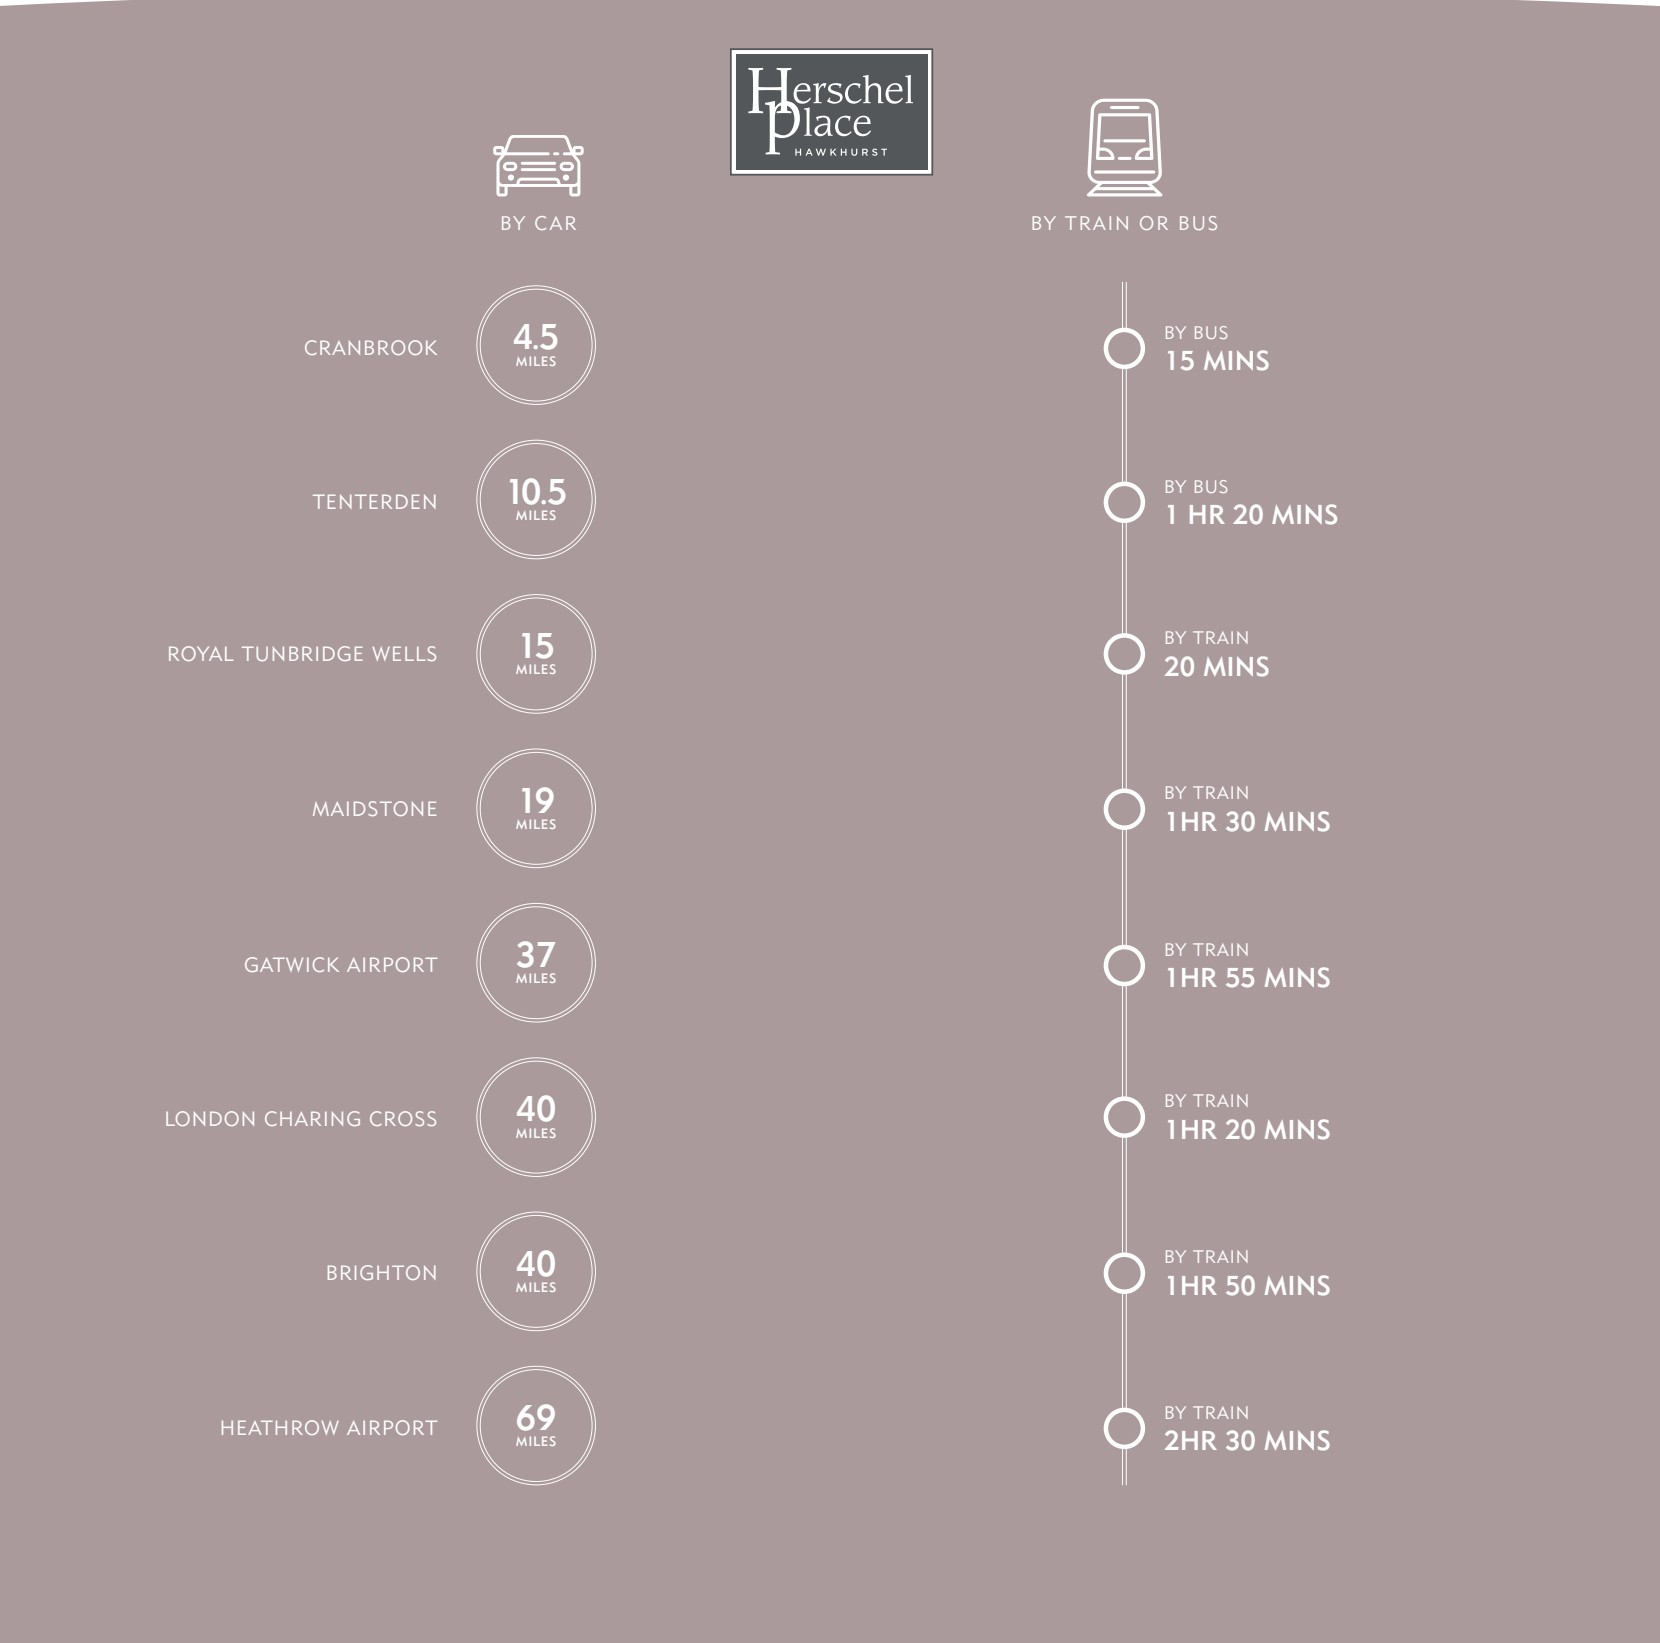 Herschel
Place
HAWKHURST
BY CAR
BY TRAIN OR BUS
CRANBROOK
4.5
MILES
BY BUS
15 MINS
TENTERDEN
10.5
MILES
BY BUS
1 HR 20 MINS
ROYAL TUNBRIDGE WELLS
15
MILES
BY TRAIN
20 MINS
MAIDSTONE
19
MILES
BY TRAIN
1HR 30 MINS
GATWICK AIRPORT
37
MILES
BY TRAIN
1HR 55 MINS
LONDON CHARING CROSS
40
MILES
BY TRAIN
1HR 20 MINS
BRIGHTON
40
MILES
BY TRAIN
1HR 50 MINS
HEATHROW AIRPORT
69
MILES
BY TRAIN
2HR 30 MINS